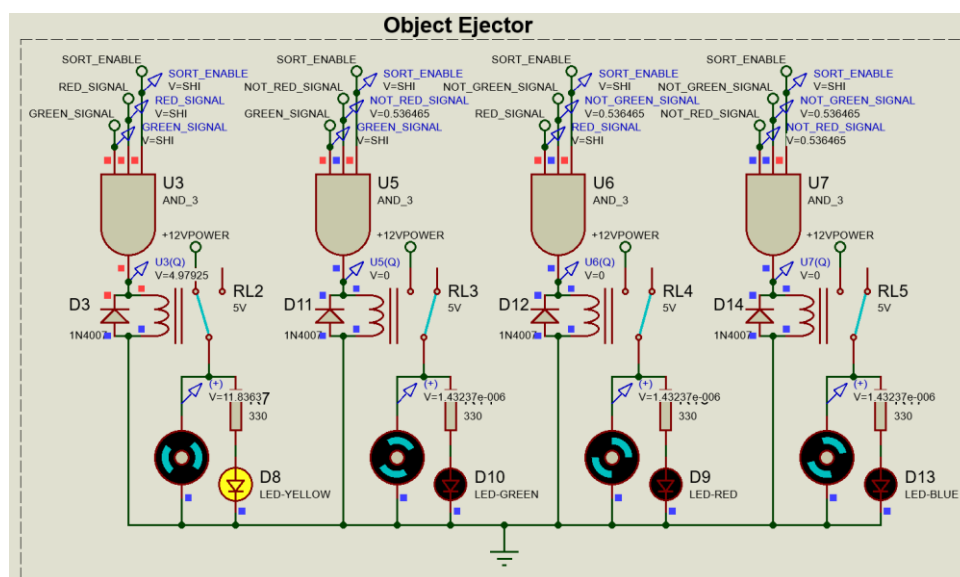 Object Ejector
SORT_ENABLE
SORT_ENABLE
V=SHI
RED_SIGNAL
RED_SIGNAL
V=SHI
GREEN_SIGNAL
GREEN_SIGNAL
V=SHI
U3
AND_3
+12VPOWER
U3(Q)
V=4.97925
D3
1N4007
RL2
5V
(+)
V=11.8363
330
D8
LED-YELLOW
SORT_ENABLE
SORT_ENABLE
V=SHI
NOT_RED_SIGNAL
NOT_RED_SIGNAL
V=0.536465
GREEN_SIGNAL
GREEN_SIGNAL
V=SHI
U5
AND_3
+12VPOWER
U5(Q)
V=0
D11
1N4007
RL3
5V
(+)
V=1.43237e-006
330
D10
LED-GREEN
SORT_ENABLE
SORT_ENABLE
V=SHI
NOT_GREEN_SIGNAL
NOT_GREEN_SIGNAL
V=0.536465
RED_SIGNAL
RED_SIGNAL
V=SHI
U6
AND_3
+12VPOWER
U6(Q)
V=0
D12
1N4007
RL4
5V
(+)
V=1.43237e-006
330
D9
LED-RED
SORT_ENABLE
SORT_ENABLE
V=SHI
NOT_GREEN_SIGNAL
NOT_GREEN_SIGNAL
V=0.536465
NOT_RED_SIGNAL
NOT_RED_SIGNAL
V=0.536465
U7
AND_3
+12VPOWER
U7(Q)
V=0
D14
1N4007
RL5
5V
(+)
V=1.43237e-006
330
D13
LED-BLUE